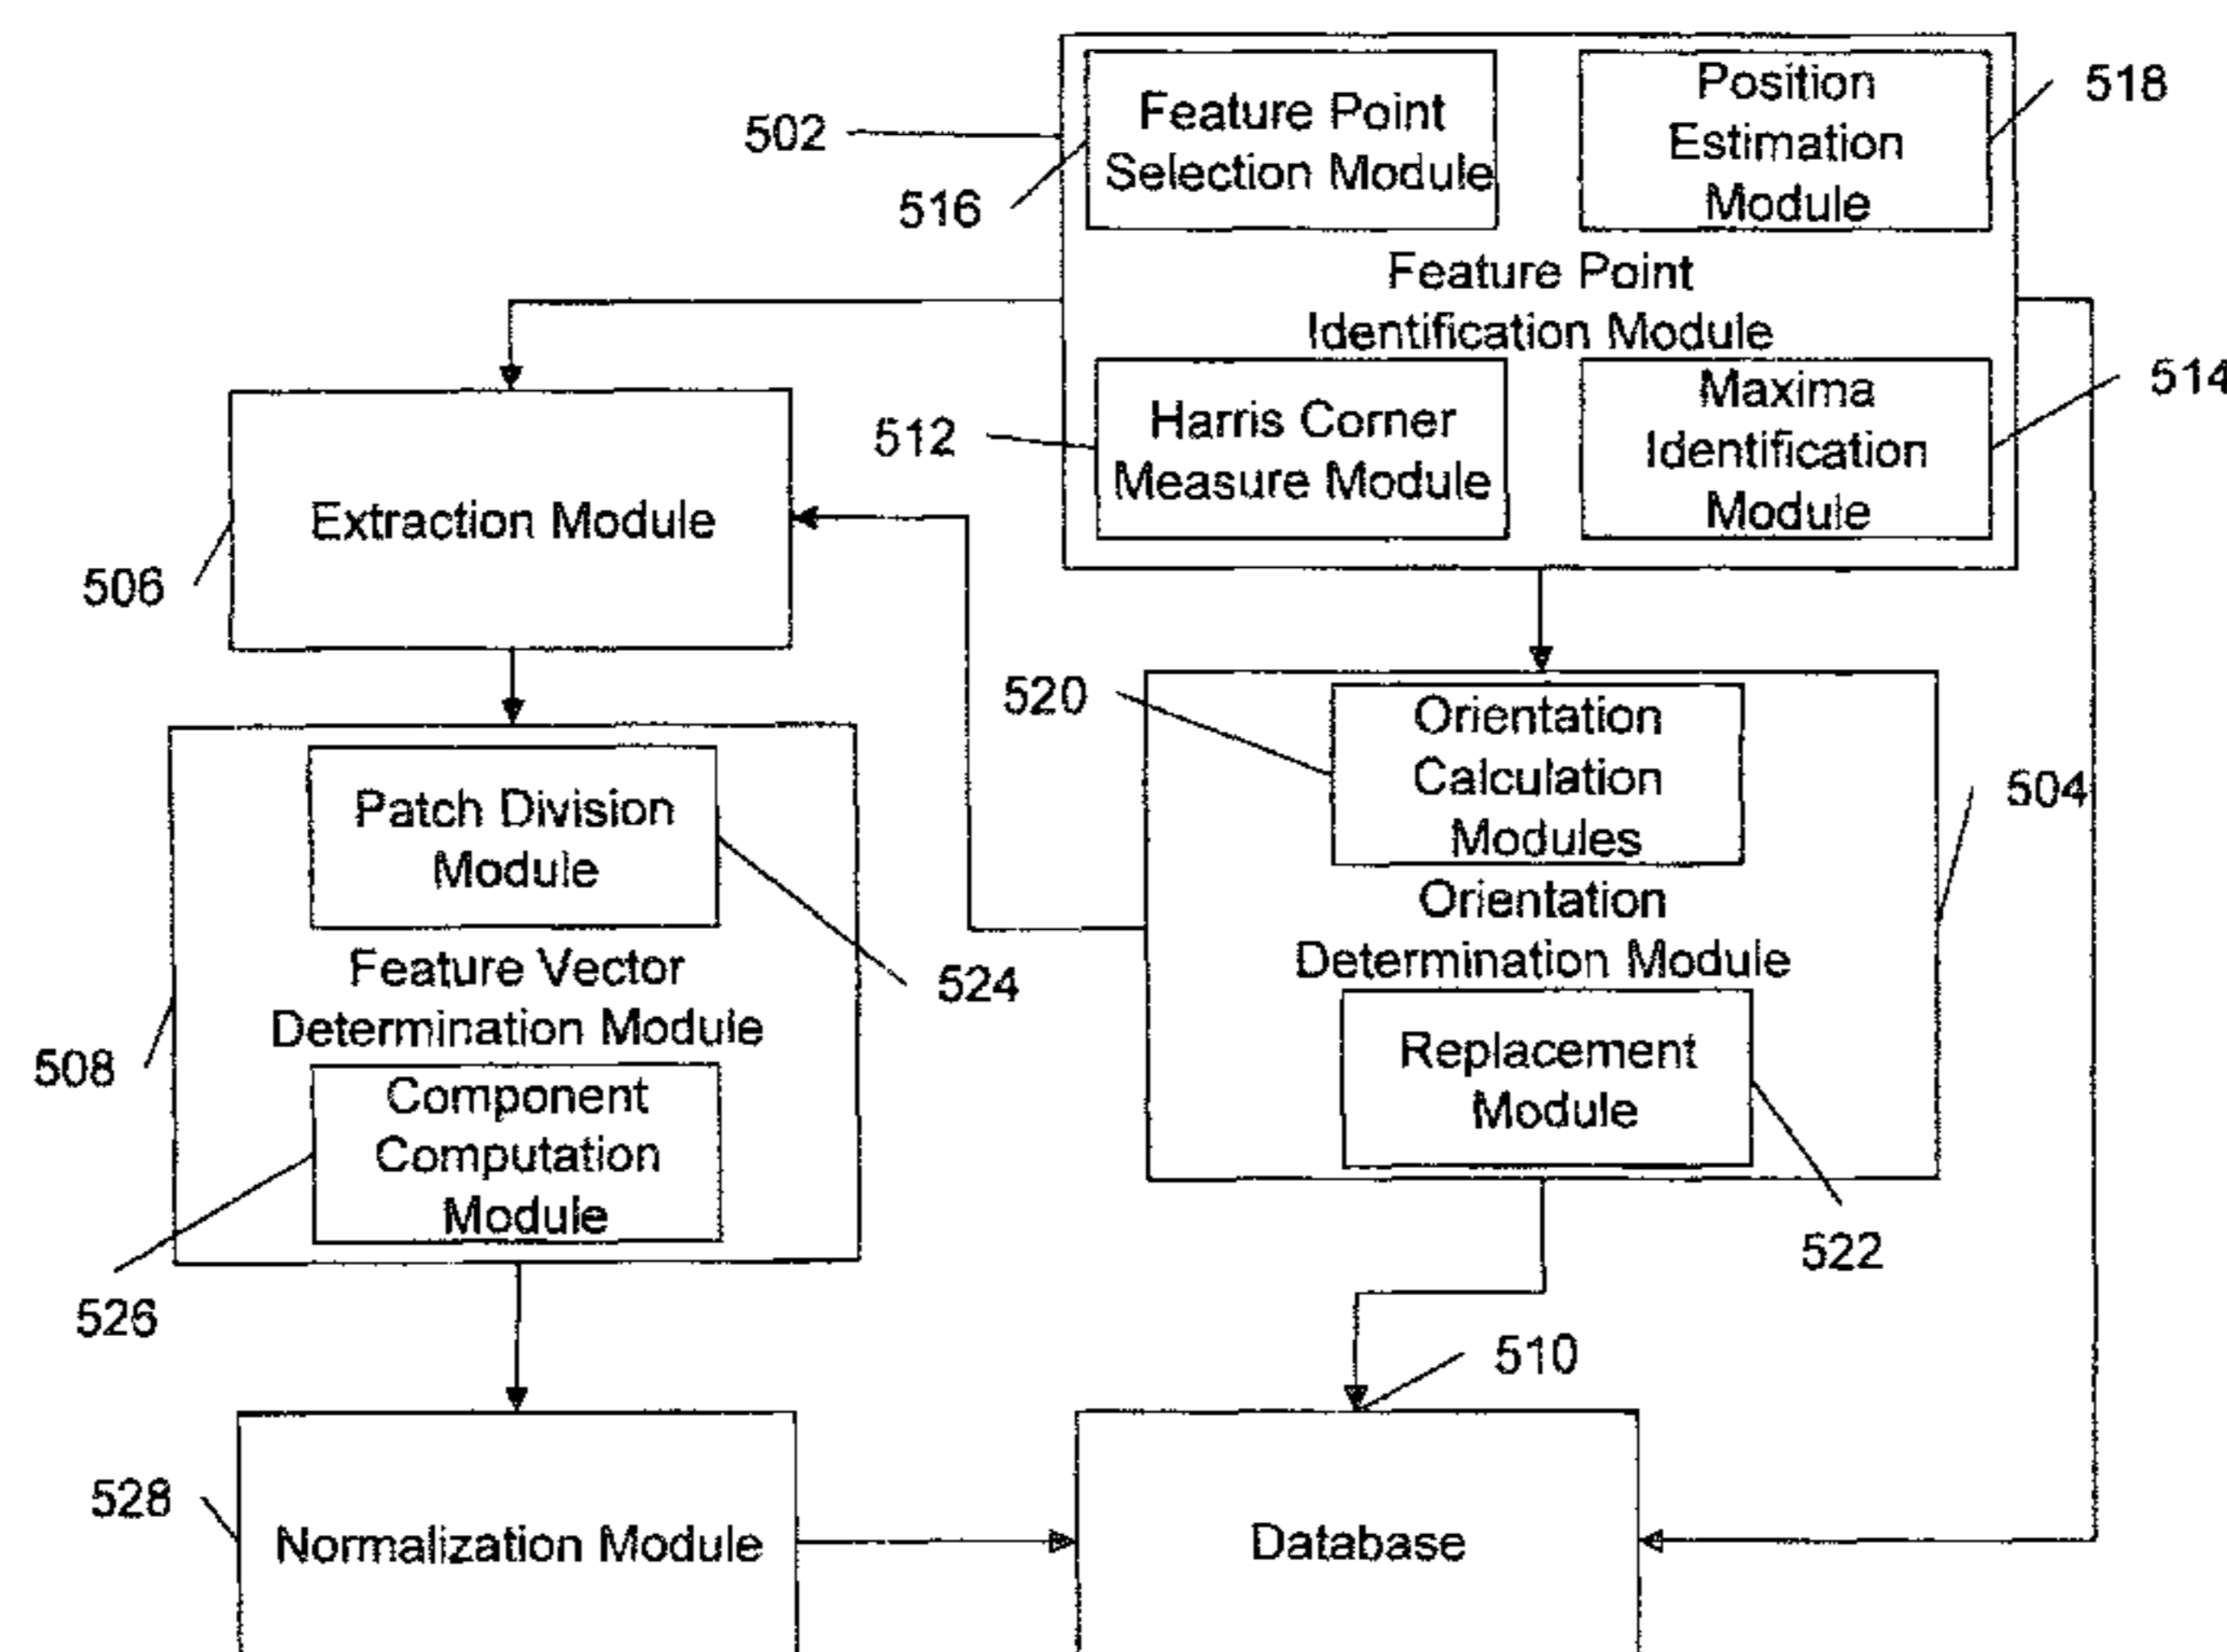 Feature Point
Selection Module
Position
Estimation
Module
518
502
516
Feature Point
Identification Module
Harris Corner
Measure Module
Maxima
Identification
Module
514
512
Extraction Module
506
520
Orientation
Calculation
Modules
504
Orientation
Determination Module
Replacement
Module
522
Patch Division
Module
524
Feature Vector
Determination Module
508
Component
Computation
Module
526
510
528
Normalization Module
Database